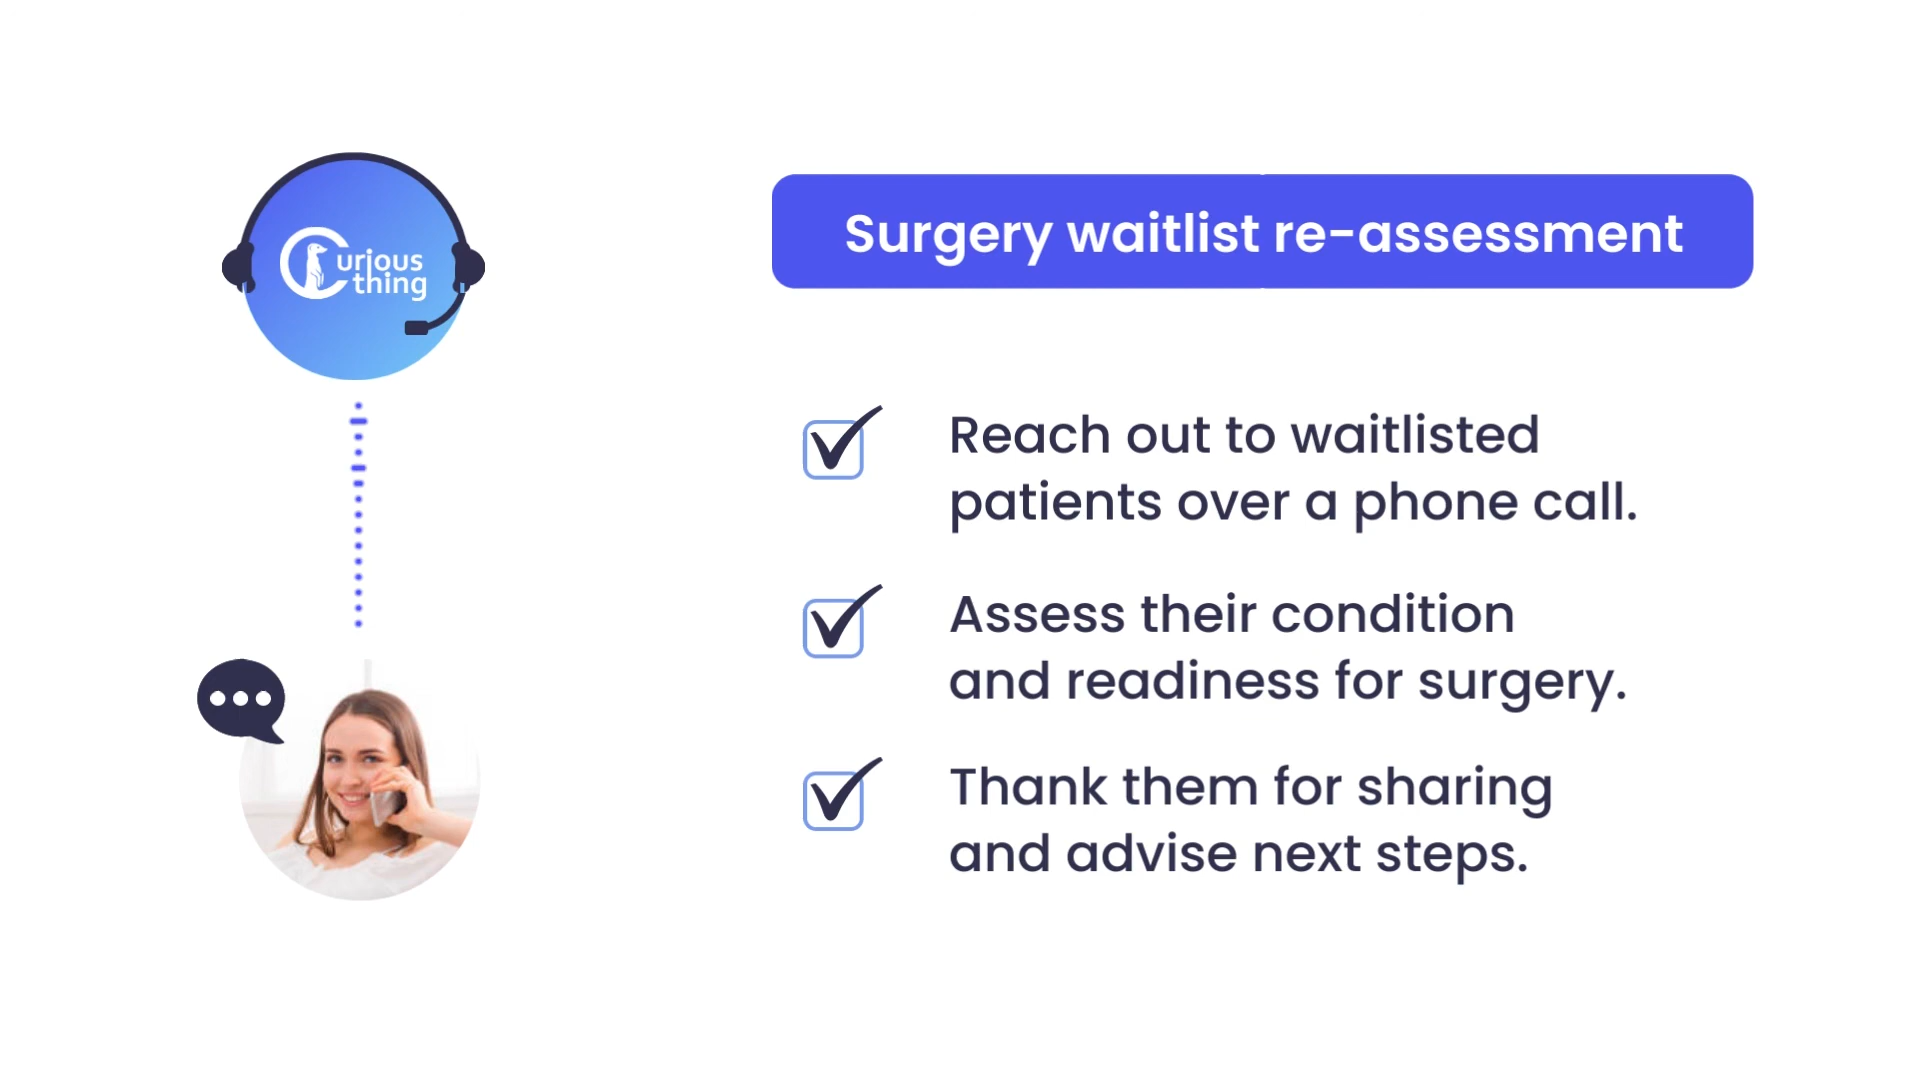 Curious
thing
Surgery waitlist re-assessment
Reach out to waitlisted
patients over a phone call.
Assess their condition
and readiness for surgery.
Thank them for sharing
and advise next steps.